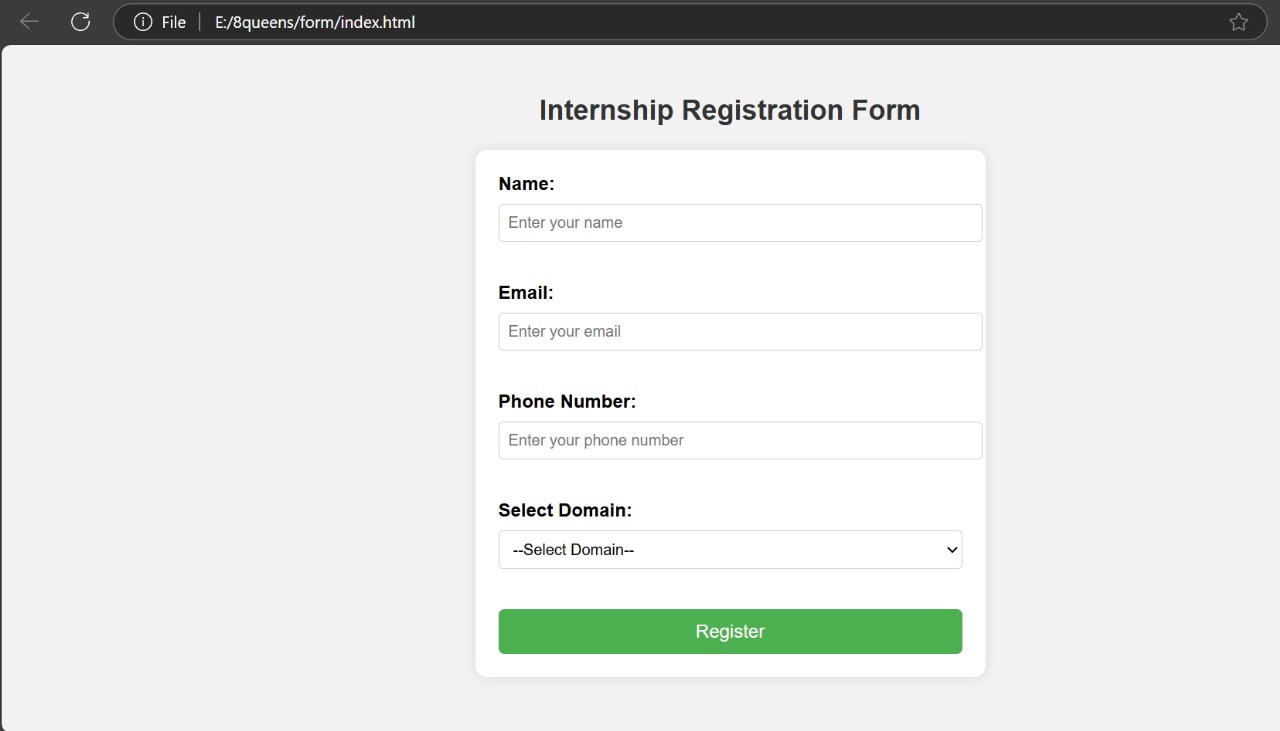 File E:/8queens/form/index.html
Internship Registration Form
Name:
Enter your name
Email:
Enter your email
Phone Number:
Enter your phone number
Select Domain:
--Select Domain--
Register